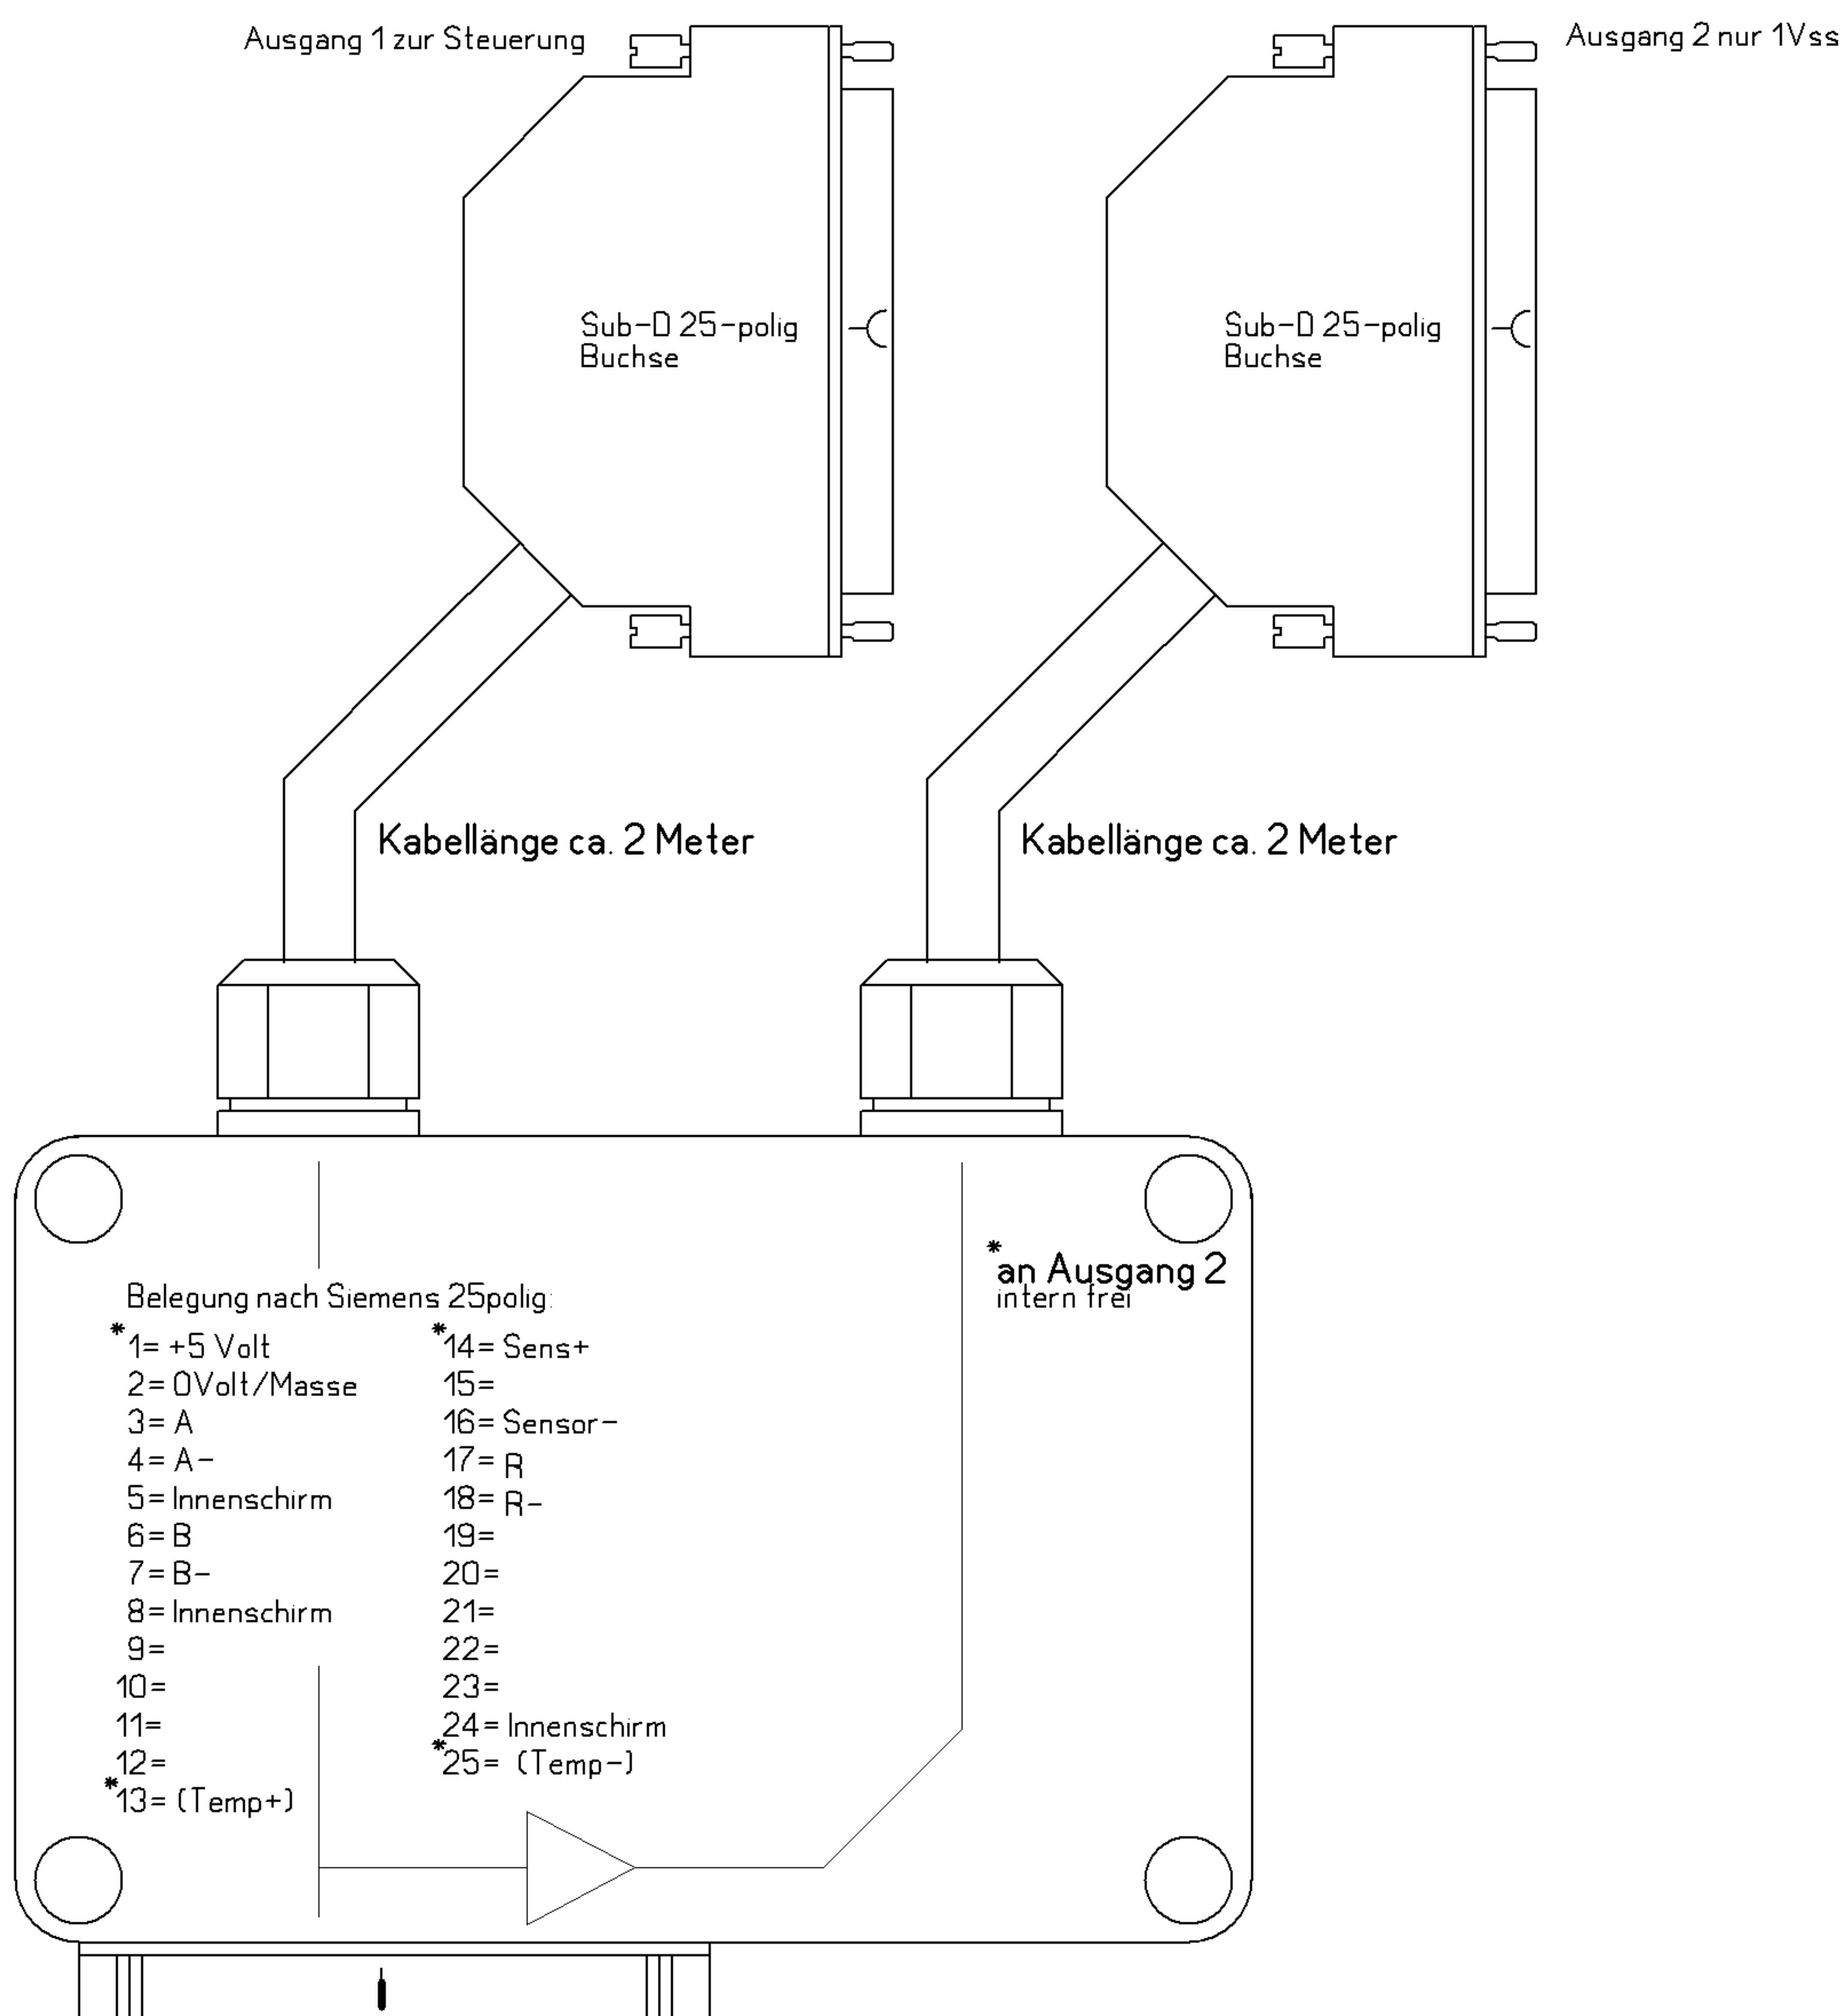 Ausgang 1 zur Steuerung
Ausgang 2 nur 1Vss
Sub-D 25-polig
Buchse
Sub-D 25-polig
Buchse
Kabellänge ca. 2 Meter
Kabellänge ca. 2 Meter
*
an Ausgang 2
intern frei
Belegung nach Siemens 25polig:
*1= +5 Volt
2= 0Volt/Masse
3= A
4= A-
5= Innenschirm
6= B
7= B-
8= Innenschirm
9=
10=
11=
12=
*13= (Temp+)
*14= Sens+
15=
16= Sensor-
17= R
18= R-
19=
20=
21=
22=
23=
24= Innenschirm
*25= (Temp-)